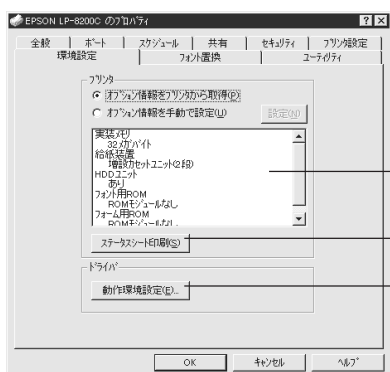 EPSON LP-8200C のﾌﾟﾛﾊﾟﾃｨ
全般 ﾎﾟｰﾄ ｽｹｼﾞｭｰﾙ 共有 ｾｷｭﾘﾃｨ ﾌﾟﾘﾝﾀ設定
環境設定 ﾌｫﾝﾄ置換 ﾕｰﾃｨﾘﾃｨ
ﾌﾟﾘﾝﾀ
ｵﾌﾟｼｮﾝ情報をﾌﾟﾘﾝﾀから取得(P)
ｵﾌﾟｼｮﾝ情報を手動で設定(U) 設定(N)
実装ﾒﾓﾘ
32ﾒｶﾞﾊﾞｲﾄ
給紙装置
増設ｶｾｯﾄﾕﾆｯﾄ(2段)
HDDﾕﾆｯﾄ
あり
ﾌｫﾝﾄ用ROM
ROMﾓｼﾞｭｰﾙなし
ﾌｫｰﾑ用ROM
ROMﾓｼﾞｭｰﾙなし
ｽﾃｰﾀｽｼｰﾄ印刷(S)
ﾄﾞﾗｲﾊﾞ
動作環境設定(E)...
OK ｷｬﾝｾﾙ ﾍﾙﾌﾟ